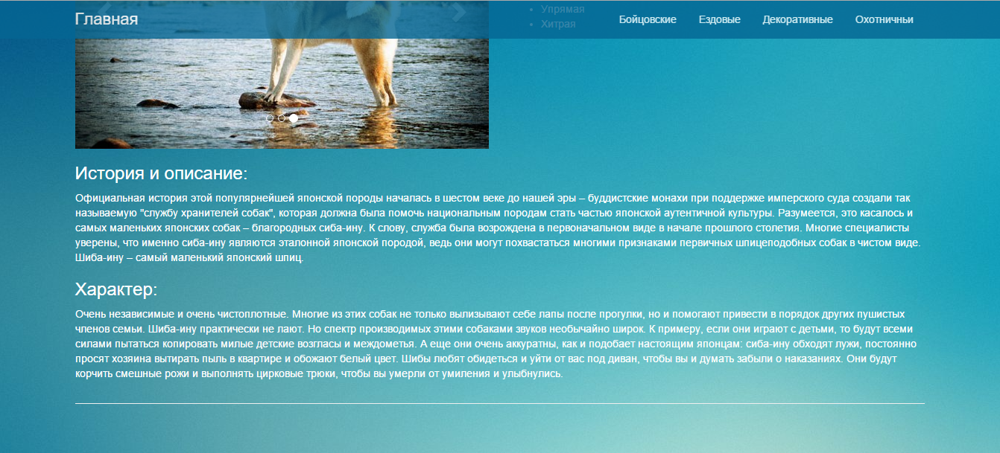 Главная
Бойцовские Ездовые Декоративные Охотничьи
Упрямая
Хитрая
История и описание:
Официальная история этой популярнейшей японской породы началась в шестом веке до нашей эры – буддистские монахи при поддержке имперского суда создали так
называемую "службу хранителей собак", которая должна была помочь национальным породам стать частью японской аутентичной культуры. Разумеется, это касалось и
самых маленьких японских собак – благородных сиба-ину. К слову, служба была возрождена в первоначальном виде в начале прошлого столетия. Многие специалисты
уверены, что именно сиба-ину являются эталонной японской породой, ведь они могут похвастаться многими признаками первичных шпицеподобных собак в чистом виде.
Шиба-ину – самый маленький японский шпиц.
Характер:
Очень независимые и очень чистоплотные. Многие из этих собак не только вылизывают себе лапы после прогулки, но и помогают привести в порядок других пушистых
членов семьи. Шиба-ину практически не лают. Но спектр производимых этими собаками звуков необычайно широк. К примеру, если они играют с детьми, то будут всеми
силами пытаться копировать милые детские возгласы и междометья. А еще они очень аккуратны, как и подобает настоящим японцам: сиба-ину обходят лужи, постоянно
просят хозяина вытирать пыль в квартире и обожают белый цвет. Шибы любят обидеться и уйти от вас под диван, чтобы вы и думать забыли о наказаниях. Они будут
корчить смешные рожи и выполнять цирковые трюки, чтобы вы умерли от умиления и улыбнулись.